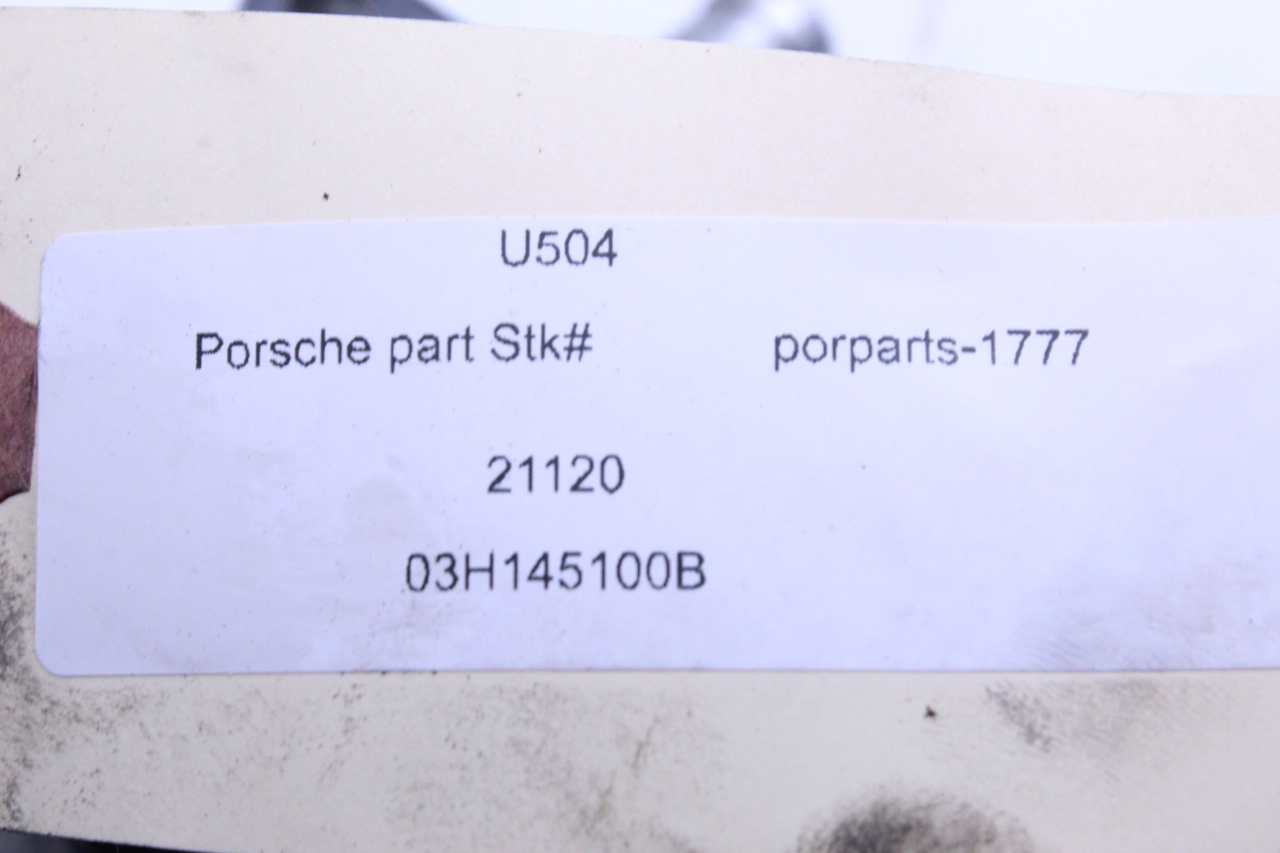 U504
Porsche part Stk# porparts-1777
21120
03H145100B